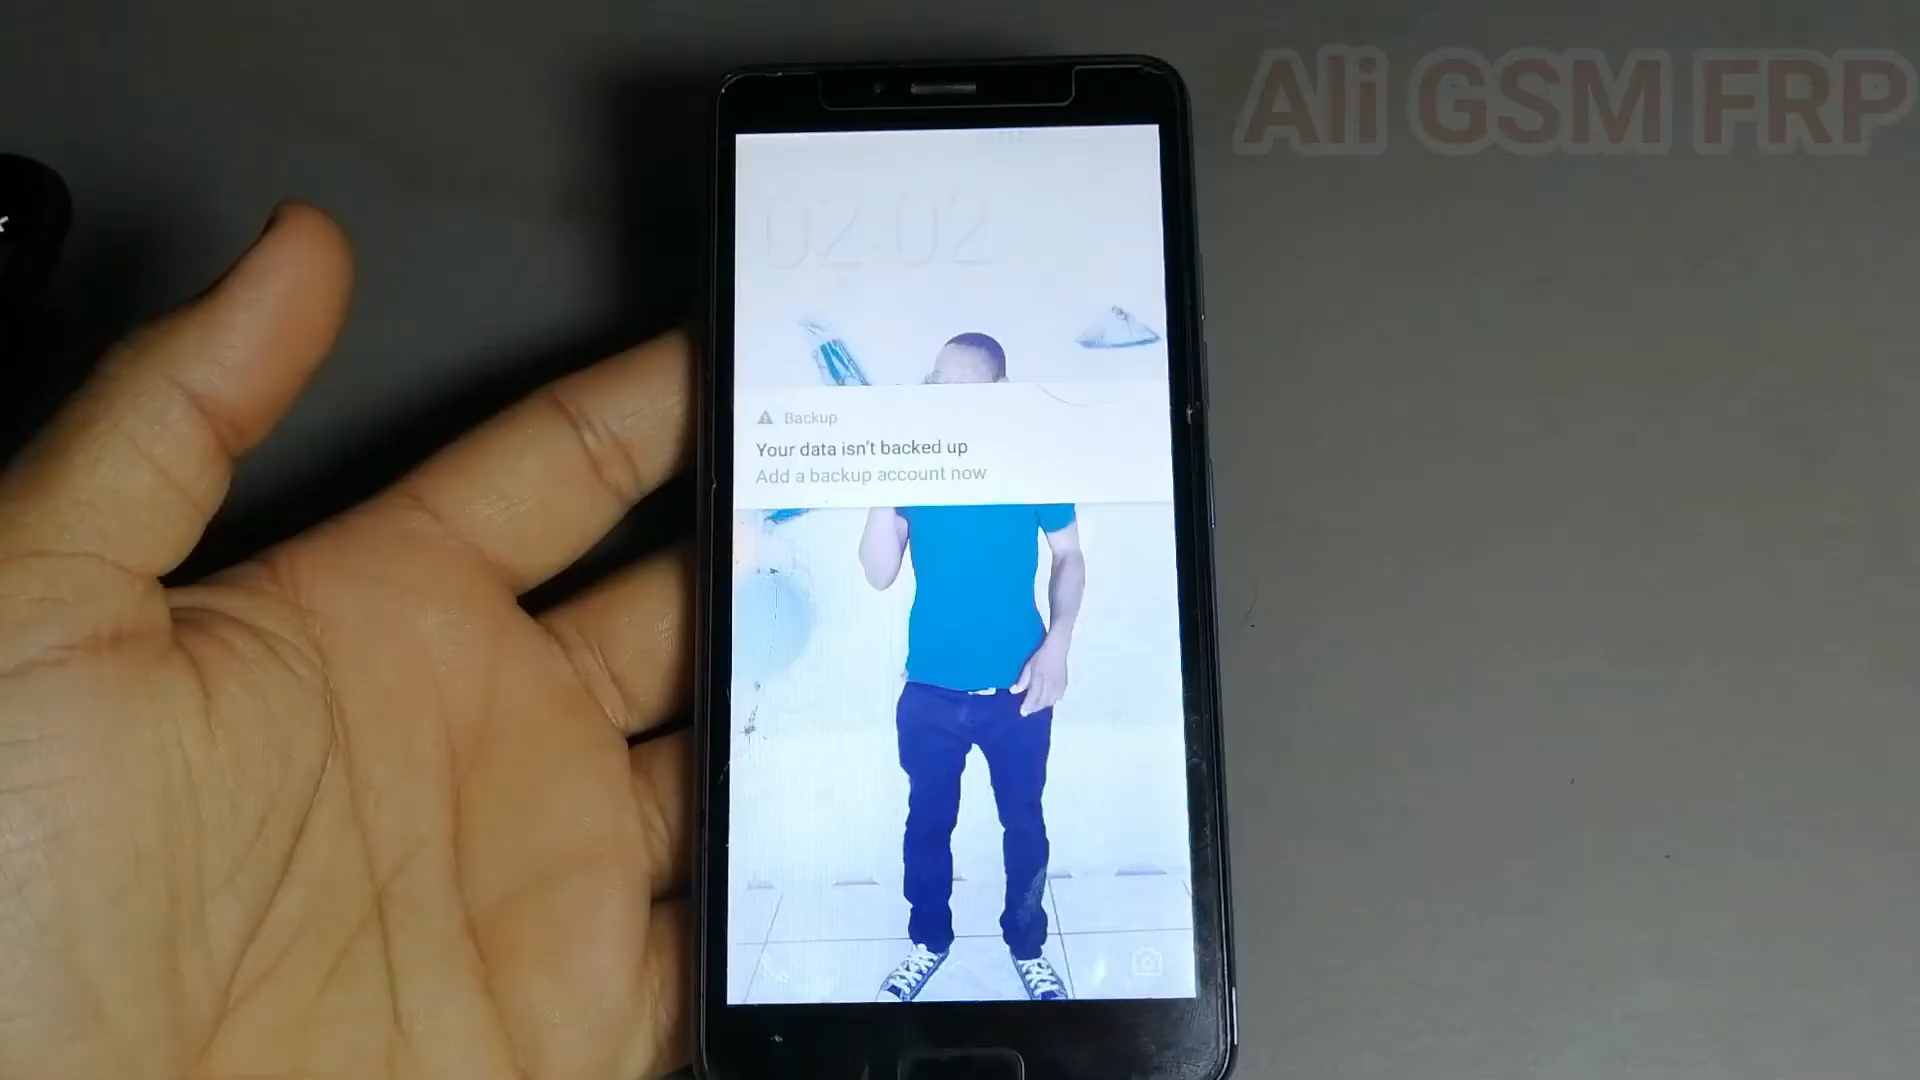 Ali GSM FRP
02:02
Backup
Your data isn't backed up
Add a backup account now